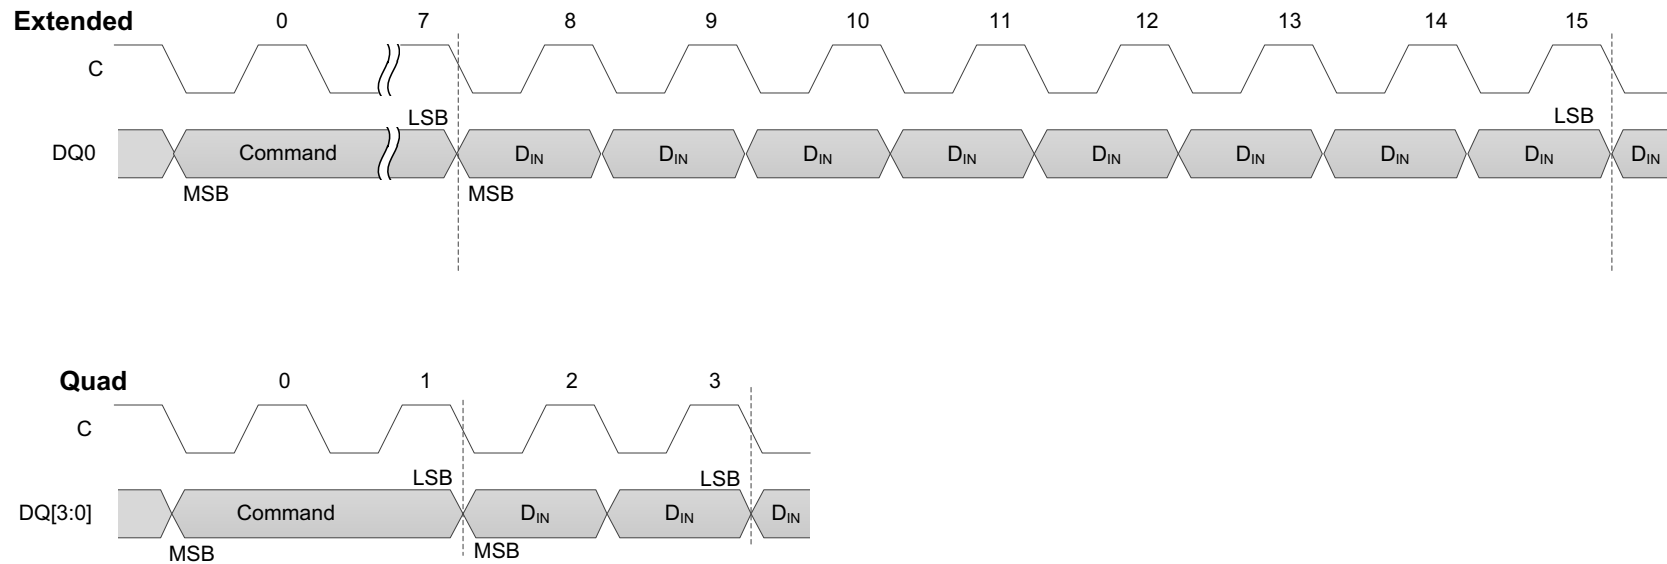 Extended 0 7 8 9 10 11 12 13 14 15
C
LSB LSB
DQ0 Command DIN DIN DIN DIN DIN DIN DIN DIN DIN
MSB MSB
Quad 0 1 2 3
C
LSB LSB
DQ[3:0] Command DIN DIN DIN
MSB MSB